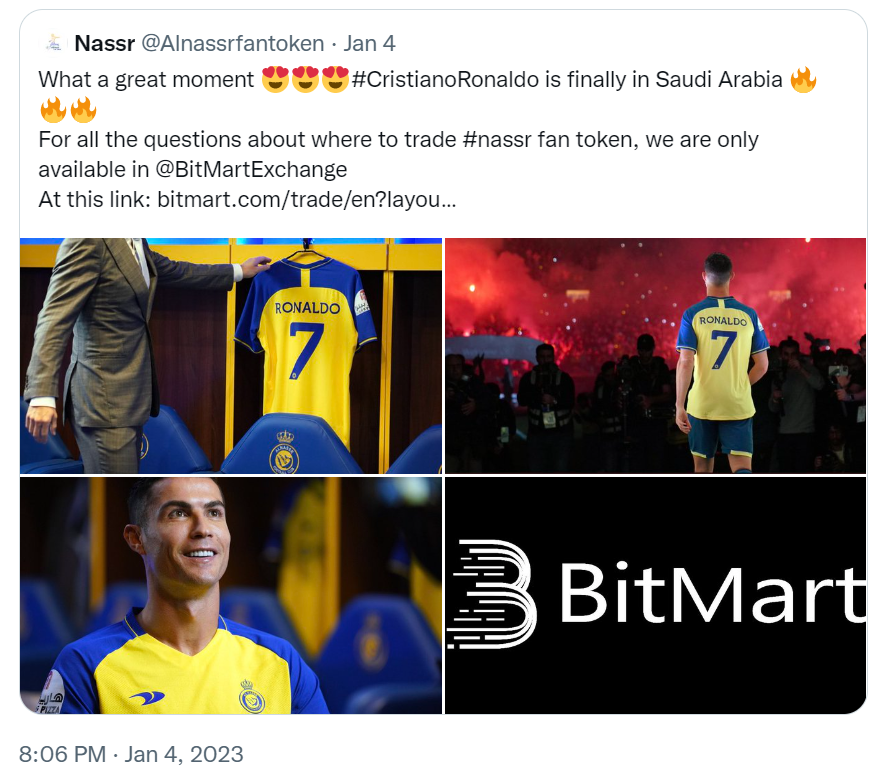 Nassr @Alnassrfantoken · Jan 4
What a great moment 😍😍😍#CristianoRonaldo is finally in Saudi Arabia 🔥
🔥🔥
For all the questions about where to trade #nassr fan token, we are only
available in @BitMartExchange
At this link: bitmart.com/trade/en?layou...
RONALDO
7
RONALDO
7
ALNASSR
PIZZA
BitMart
8:06 PM · Jan 4, 2023